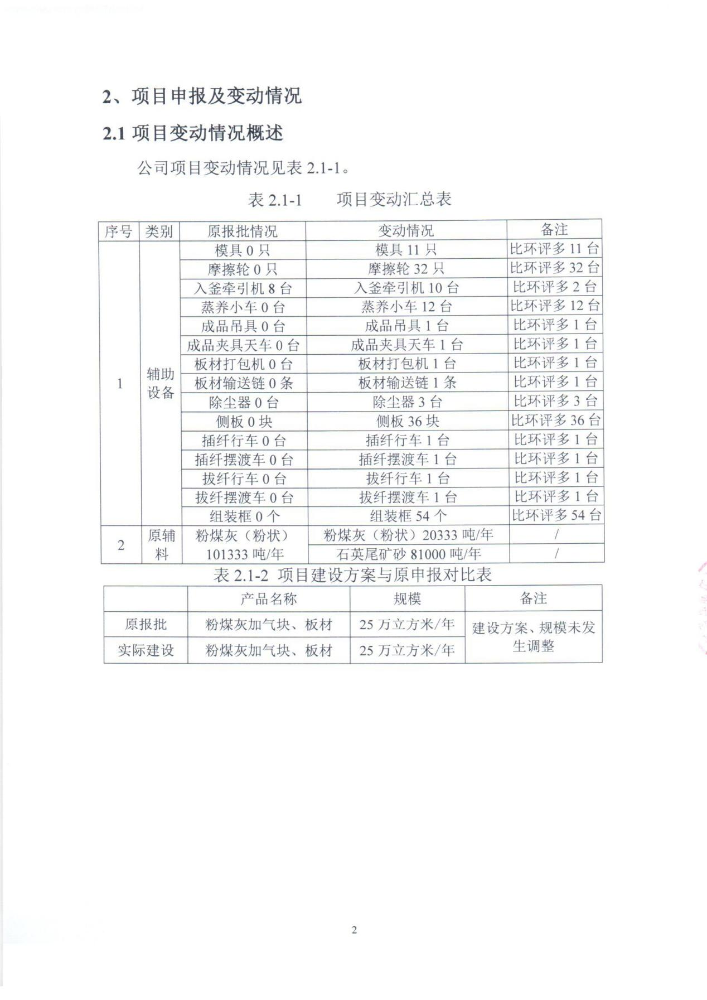 2、项目申报及变动情况
2.1 项目变动情况概述
公司项目变动情况见表 2.1-1。
表 2.1-1 项目变动汇总表
序号 类别 原报批情况 变动情况 备注
模具 0 只 模具 11 只 比环评多 11 台
摩擦轮 0 只 摩擦轮 32 只 比环评多 32 台
入釜牵引机 8 台 入釜牵引机 10 台 比环评多 2 台
蒸养小车 0 台 蒸养小车 12 台 比环评多 12 台
成品吊具 0 台 成品吊具 1 台 比环评多 1 台
成品夹具天车 0 台 成品夹具天车 1 台 比环评多 1 台
板材打包机 0 台 板材打包机 1 台 比环评多 1 台
1 辅助设备 板材输送链 0 条 板材输送链 1 条 比环评多 1 台
除尘器 0 台 除尘器 3 台 比环评多 3 台
侧板 0 块 侧板 36 块 比环评多 36 台
插纤行车 0 台 插纤行车 1 台 比环评多 1 台
插纤摆渡车 0 台 插纤摆渡车 1 台 比环评多 1 台
拔纤行车 0 台 拔纤行车 1 台 比环评多 1 台
拔纤摆渡车 0 台 拔纤摆渡车 1 台 比环评多 1 台
组装框 0 个 组装框 54 个 比环评多 54 台
2 原辅 粉煤灰（粉状） 粉煤灰（粉状）20333 吨/年 /
料 101333 吨/年 石英尾矿砂 81000 吨/年 /
表 2.1-2 项目建设方案与原申报对比表
产品名称 规模 备注
原报批 粉煤灰加气块、板材 25 万立方米/年 建设方案、规模未发
实际建设 粉煤灰加气块、板材 25 万立方米/年 生调整
2